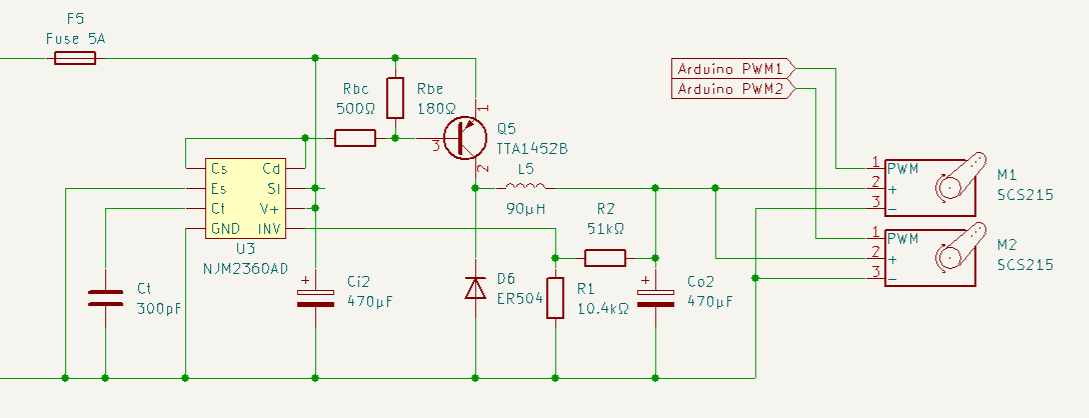 F5
Fuse 5A
Rbc
500Ω
Rbe
180Ω
1
3
2
Q5
TTA1452B
L5
90µH
Arduino PWM1
Arduino PWM2
1
2
3
PWM
+
−
M1
SCS215
1
2
3
PWM
+
−
M2
SCS215
Cs
Cd
Es
SI
Ct
V+
GND
INV
U3
NJM2360AD
R2
51kΩ
Ct
300pF
+
Ci2
470µF
D6
ER504
R1
10.4kΩ
+
Co2
470µF